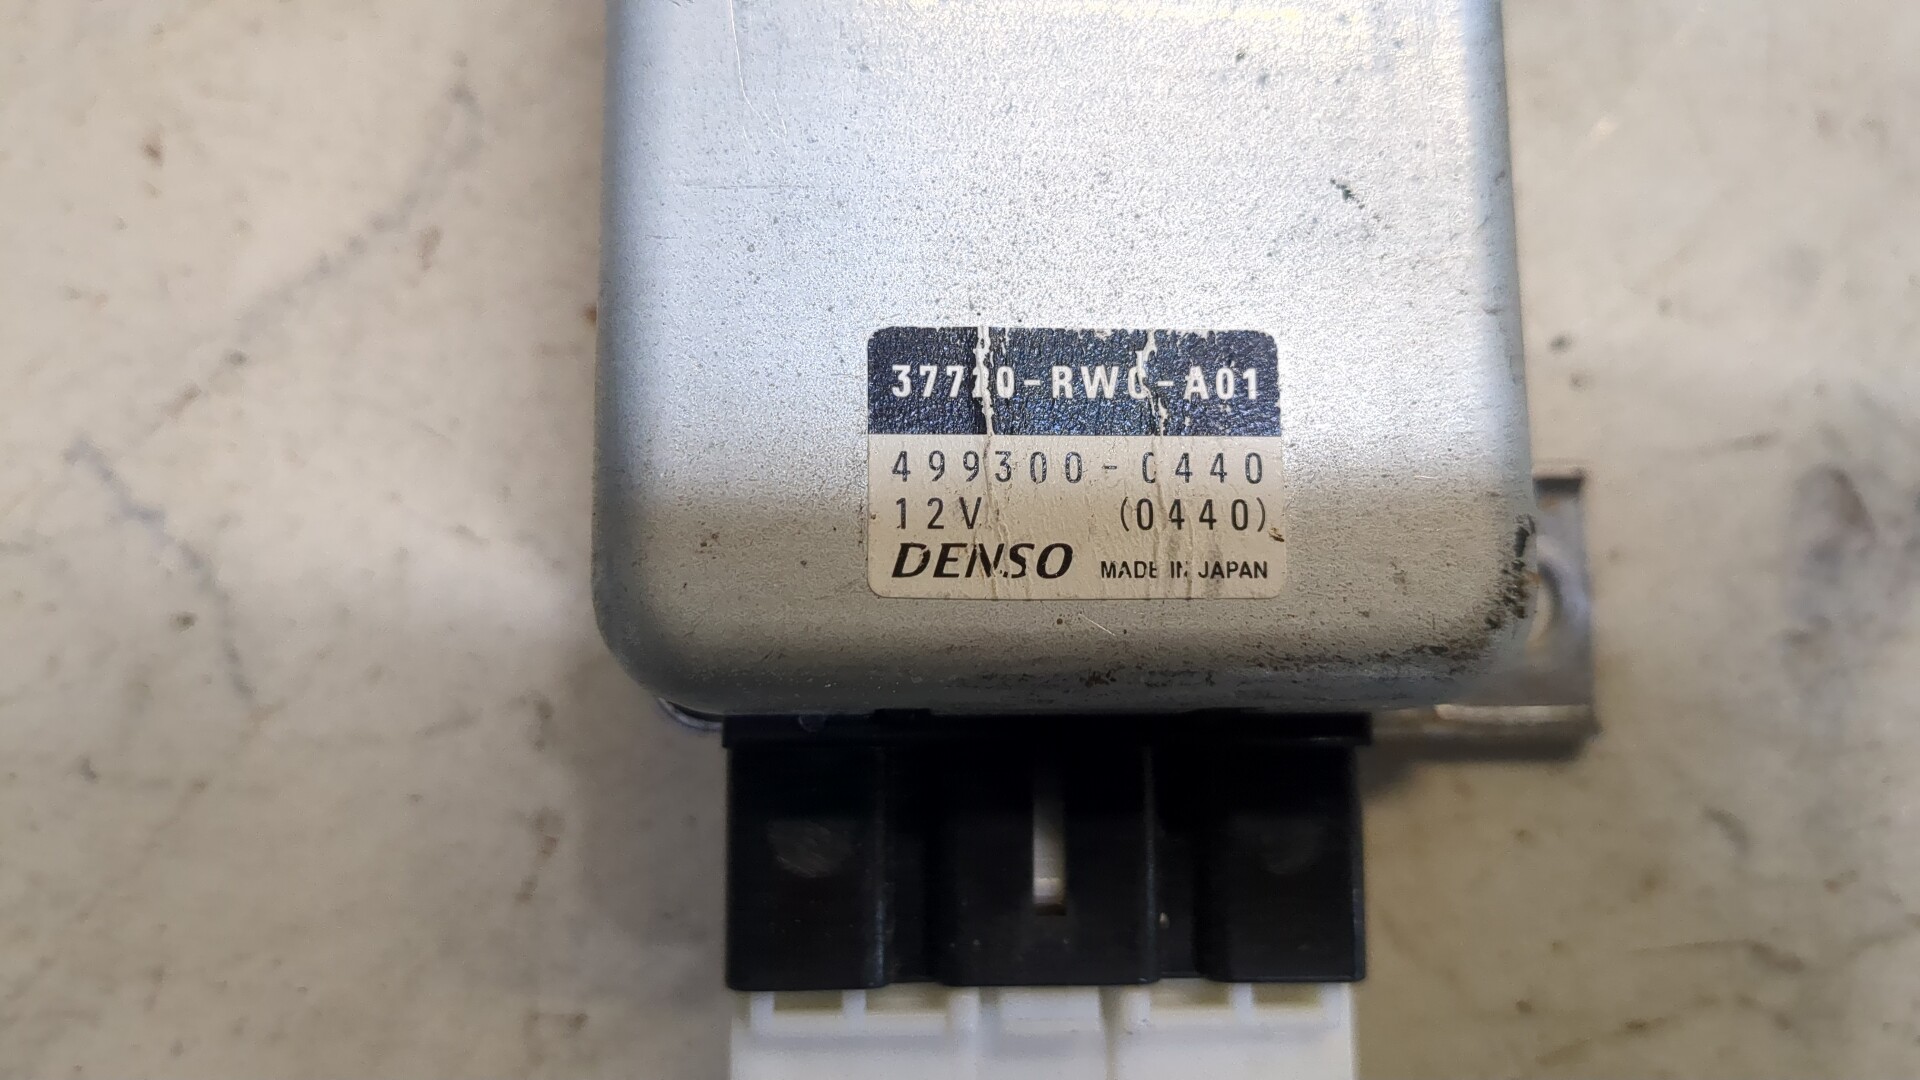 37720-RWC-A01
499300-0440
12V (0440)
DENSO MADE IN JAPAN